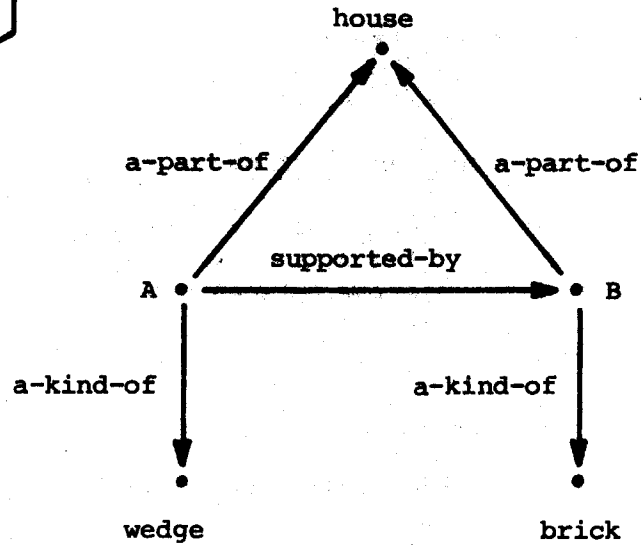 house
a-part-of
a-part-of
supported-by
A
B
a-kind-of
a-kind-of
wedge
brick